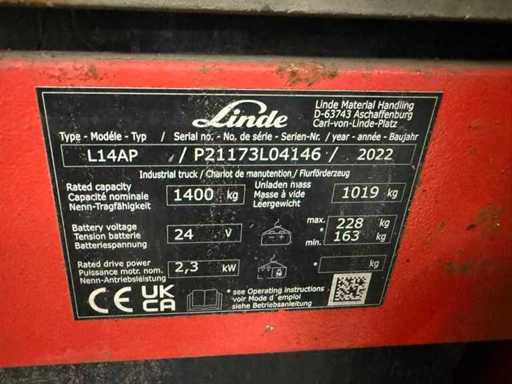 Linde
Linde Material Handling
D-63743 Aschaffenburg
Carl-von-Linde-Platz
Type - Modéle - Typ / Serial no. - No. de série - Serien-Nr. / year - année - Baujahr
L14AP / P21173L04146 / 2022
Industrial truck / Chariot de manutention / Flurförderzeug
Rated capacity
Capacité nominale
Nenn-Tragfähigkeit
1400 kg
Unladen mass
Masse à vide
Leergewicht
1019 kg
Battery voltage
Tension batterie
Batteriespannung
24 V
max. 228 kg
min. 163 kg
Rated drive power
Puissance motr. nom.
Nenn-Antriebsleistung
2,3 kW
* kg
CE UK
CA
* see Operating instructions
voir Mode d´emploi
siehe Betriebsanleitung